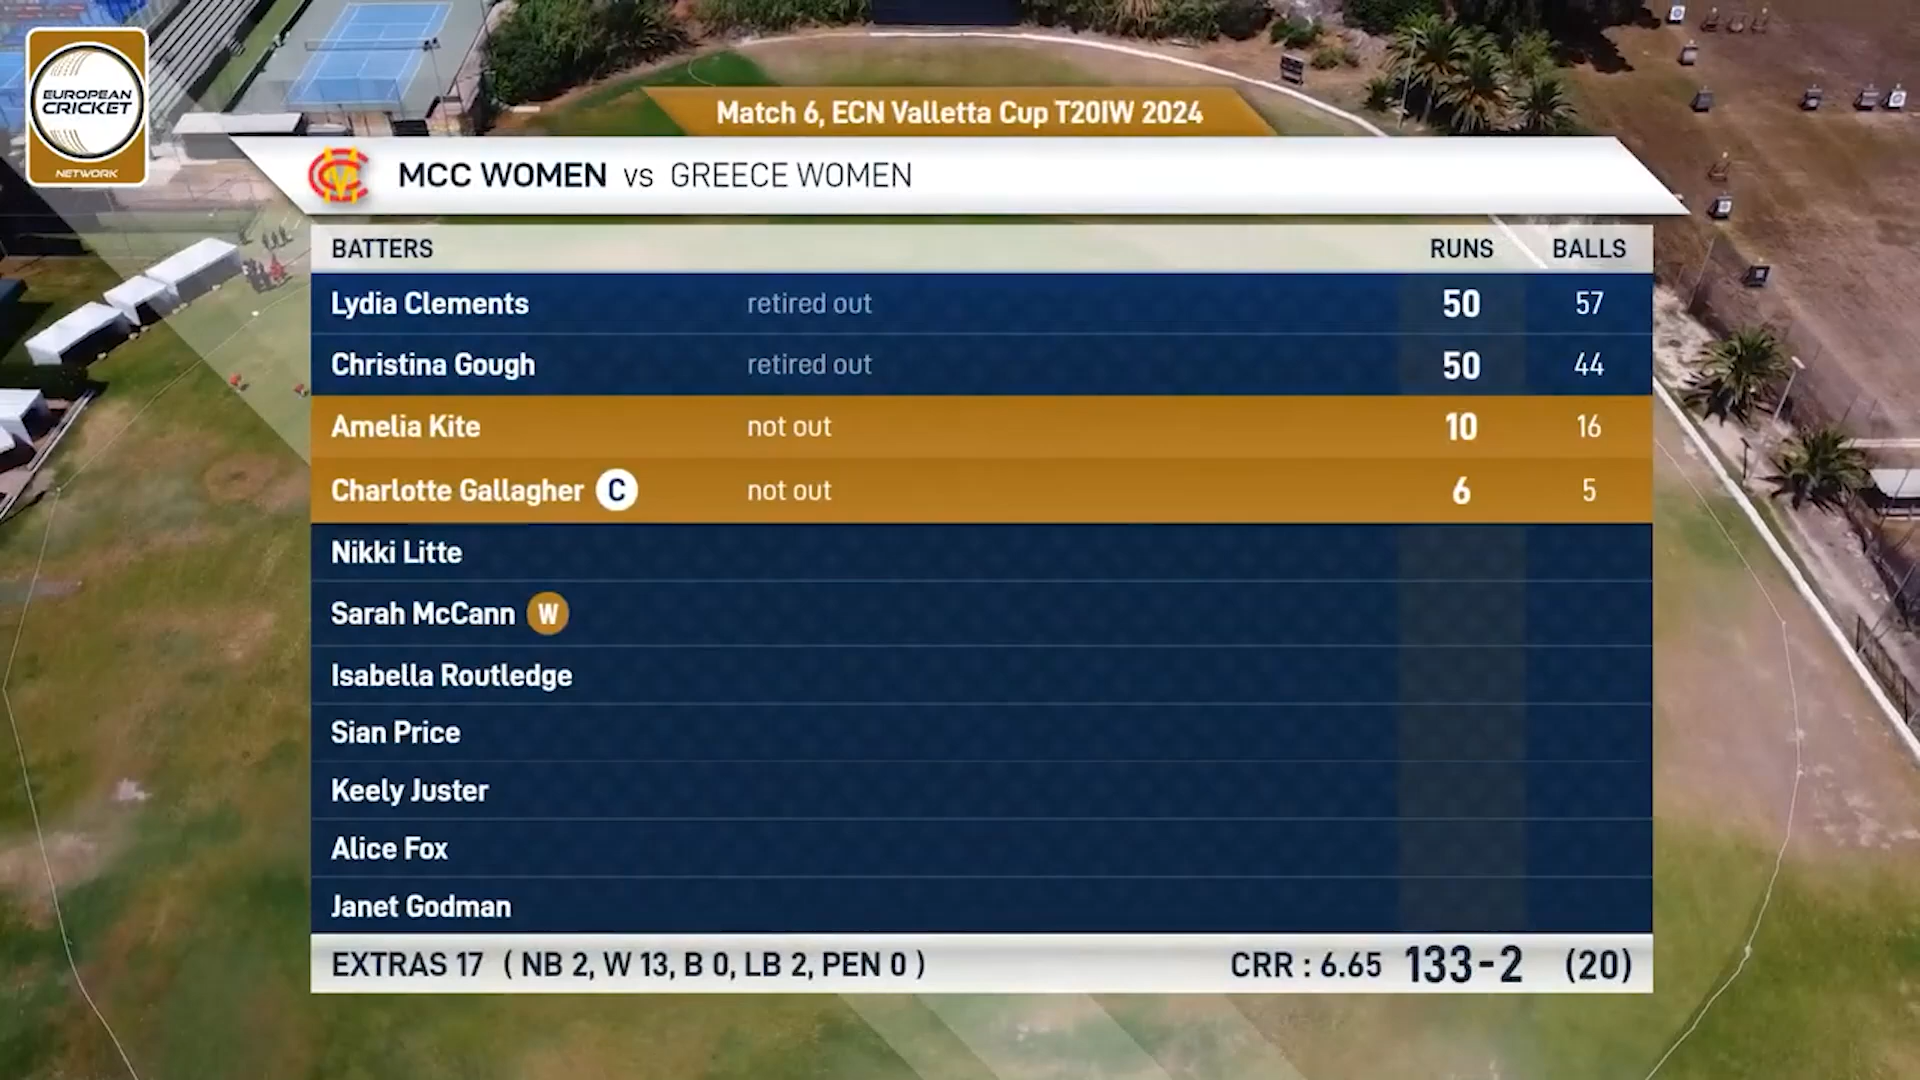 EUROPEAN
CRICKET
NETWORK
Match 6, ECN Valletta Cup T20IW 2024
MCC WOMEN vs GREECE WOMEN
BATTERS RUNS BALLS
Lydia Clements retired out 50 57
Christina Gough retired out 50 44
Amelia Kite not out 10 16
Charlotte Gallagher C not out 6 5
Nikki Litte
Sarah McCann W
Isabella Routledge
Sian Price
Keely Juster
Alice Fox
Janet Godman
EXTRAS 17 ( NB 2, W 13, B 0, LB 2, PEN 0 ) CRR : 6.65 133-2 (20)